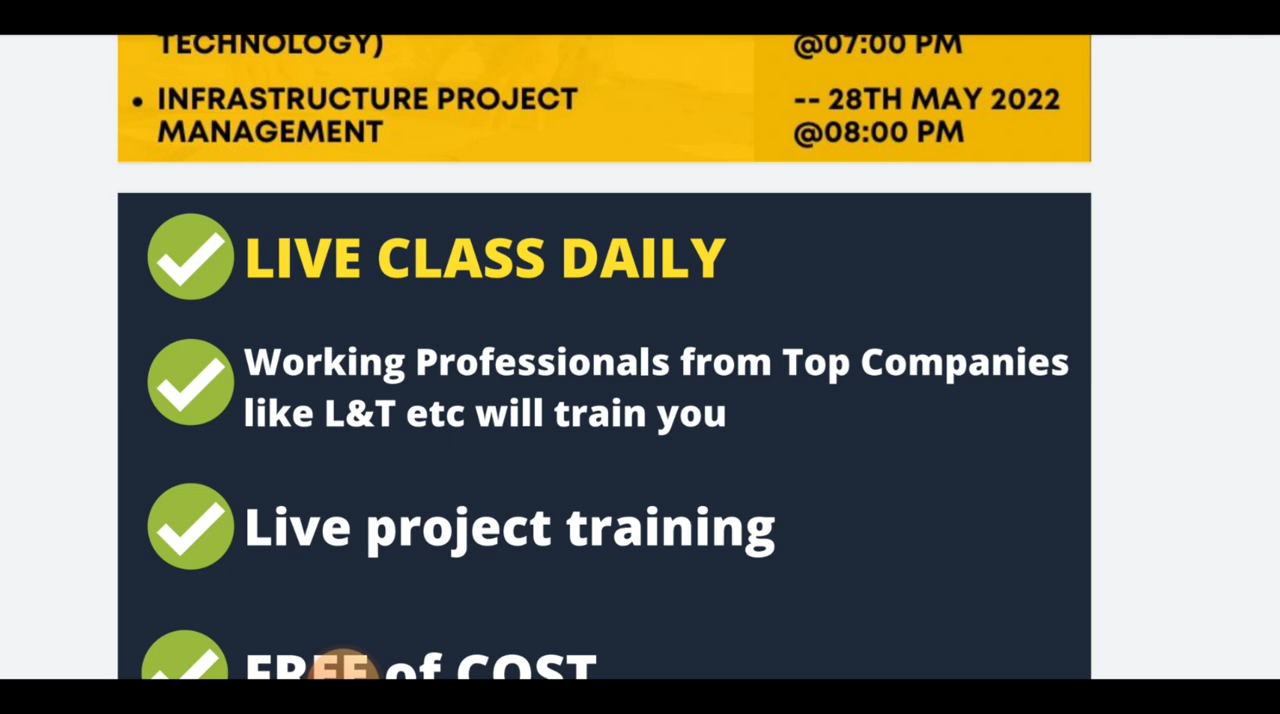 TECHNOLOGY)
@07:00 PM
• INFRASTRUCTURE PROJECT
MANAGEMENT
-- 28TH MAY 2022
@08:00 PM
LIVE CLASS DAILY
Working Professionals from Top Companies
like L&T etc will train you
Live project training
FREE of COST